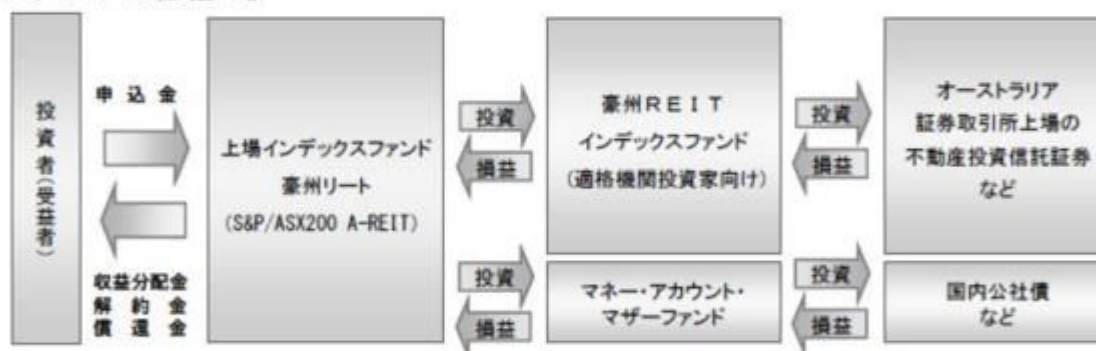 投資者(受益者)
申込金
収益分配金
解約金
償還金
上場インデックスファンド
豪州リート
(S&P/ASX200 A-REIT)
投資
損益
投資
損益
豪州REIT
インデックスファンド
(適格機関投資家向け)
マネー・アカウント・
マザーファンド
投資
損益
投資
損益
オーストラリア
証券取引所上場の
不動産投資信託証券
など
国内公社債
など